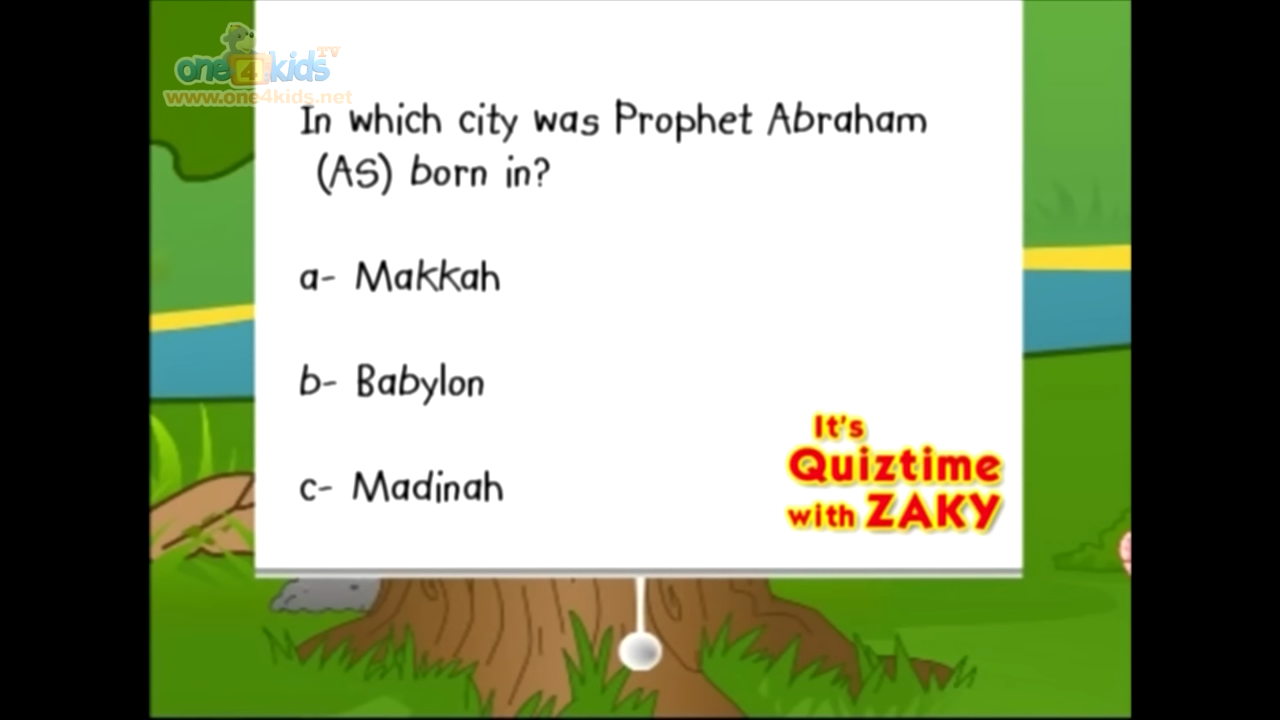 one4kids TV
www.one4kids.net
In which city was Prophet Abraham
(AS) born in?
a- Makkah
b- Babylon
c- Madinah
It's
Quiztime
with ZAKY